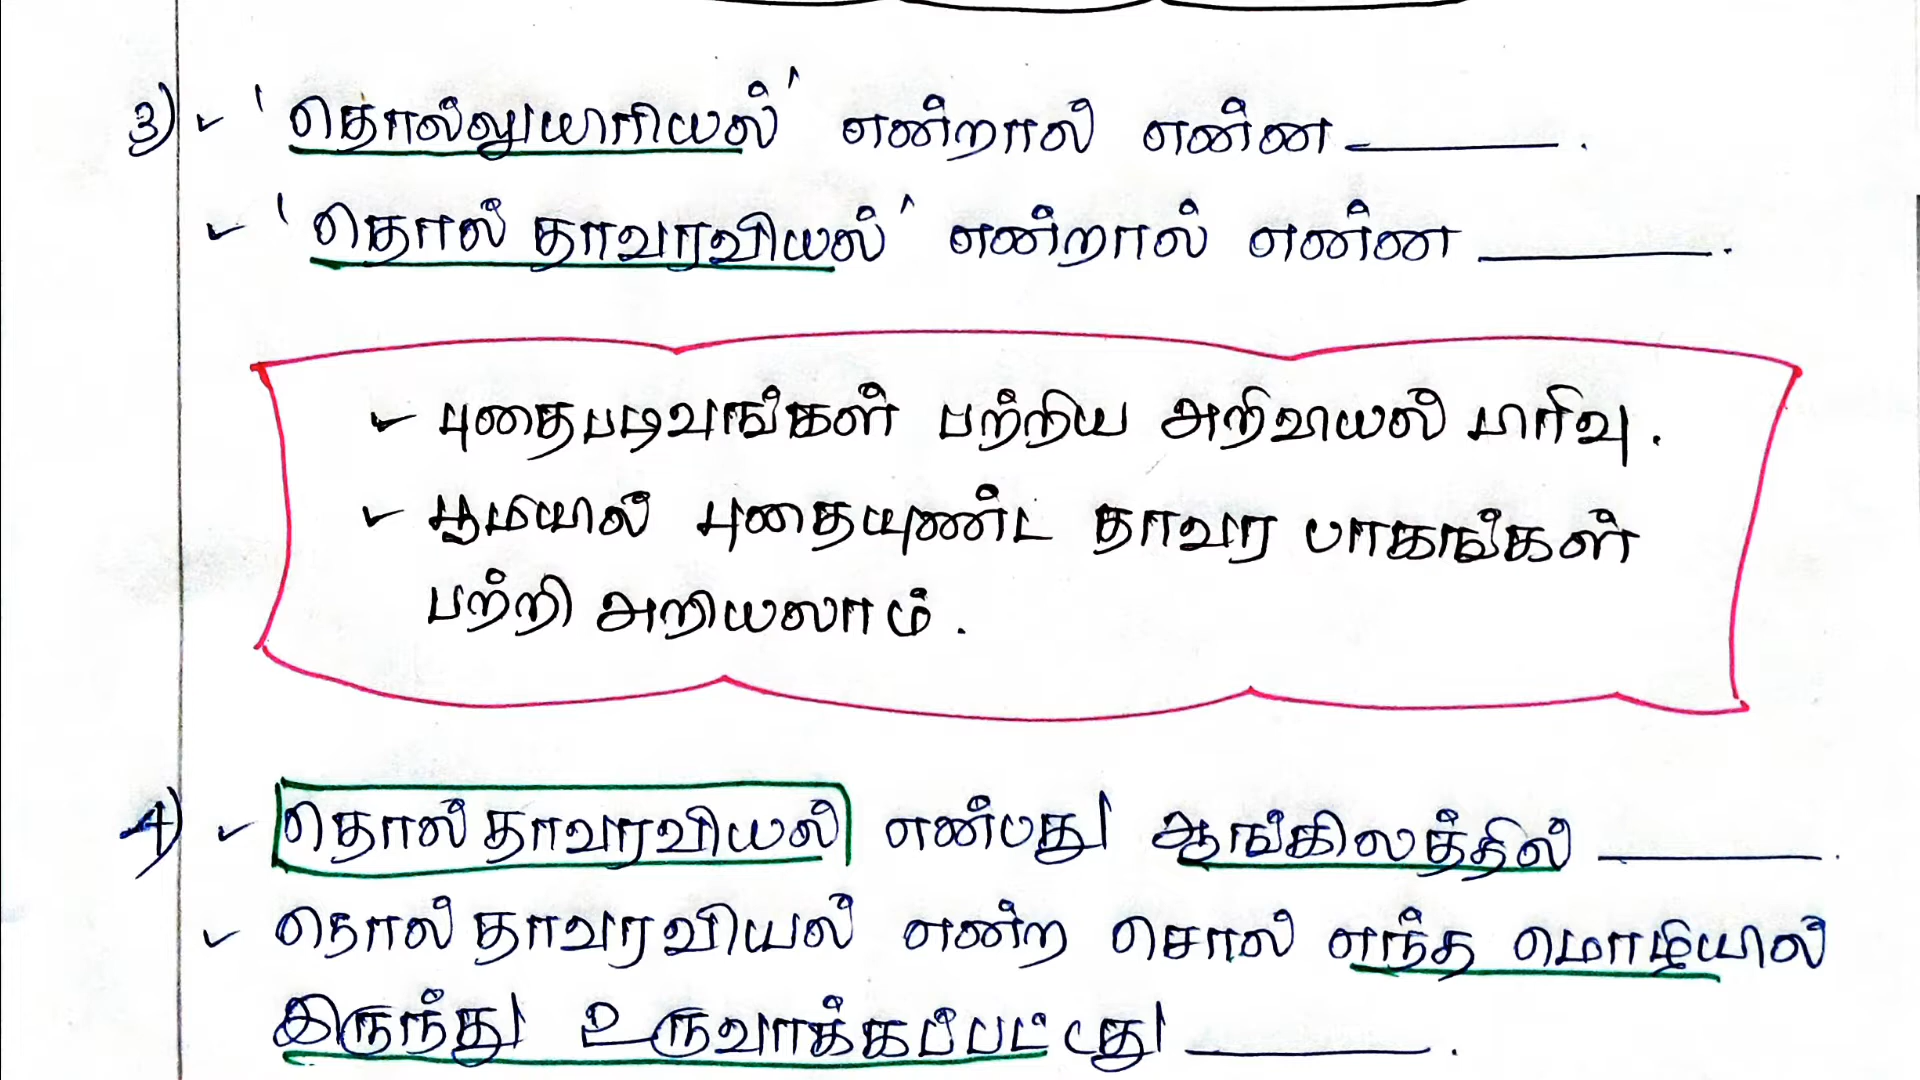 3) ✓ 'தொல்லுயிரியல்' என்றால் என்ன ______ .
✓ 'தொல் தாவரவியல்' என்றால் என்ன ______ .
✓ புதைபடிவங்கள் பற்றிய அறிவியல் பிரிவு .
✓ பூமியில் புதையுண்ட தாவர பாகங்கள்
பற்றி அறியலாம் .
4) ✓ தொல் தாவரவியல் என்பது ஆங்கிலத்தில் ______ .
✓ தொல் தாவரவியல் என்ற சொல் எந்த மொழியில்
இருந்து உருவாக்கப்பட்டது ______ .